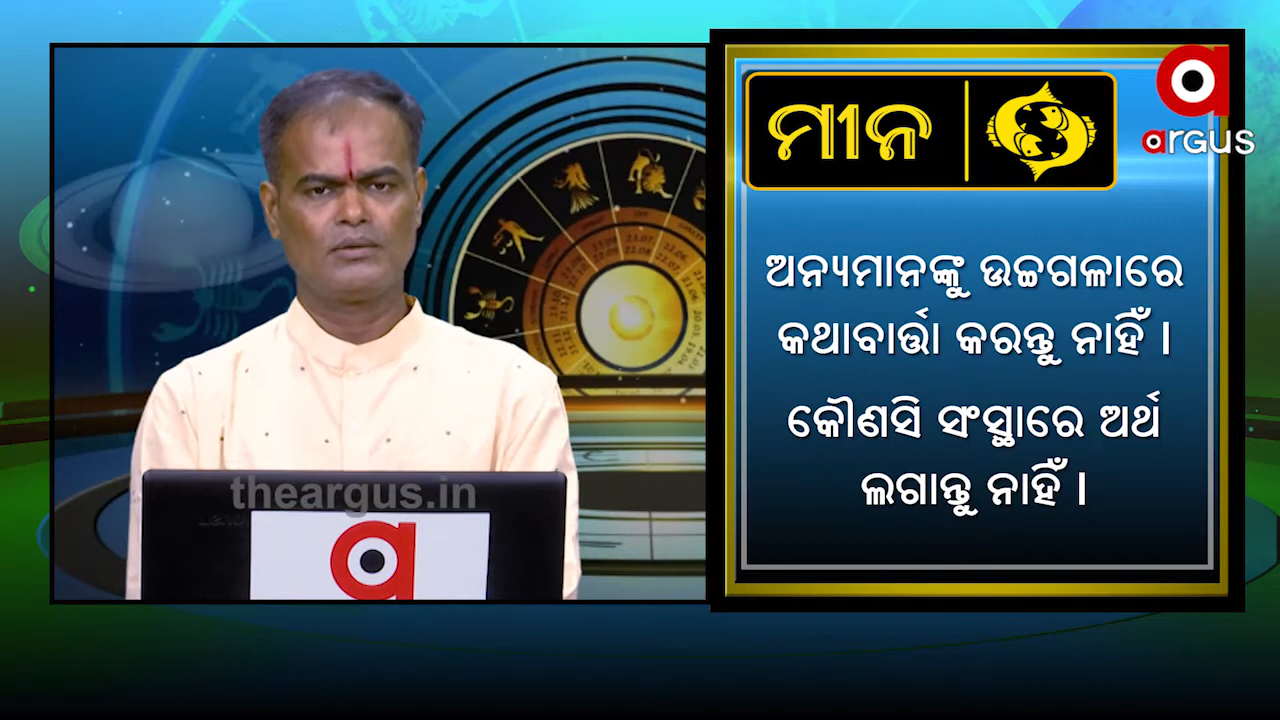 ମୀନ
argus
ଅନ୍ୟମାନଙ୍କୁ ଉଚ୍ଚଗଳାରେ
କଥାବାର୍ତ୍ତା କରନ୍ତୁ ନାହିଁ ।
କୌଣସି ସଂସ୍ଥାରେ ଅର୍ଥ
ଲଗାନ୍ତୁ ନାହିଁ ।
theargus.in